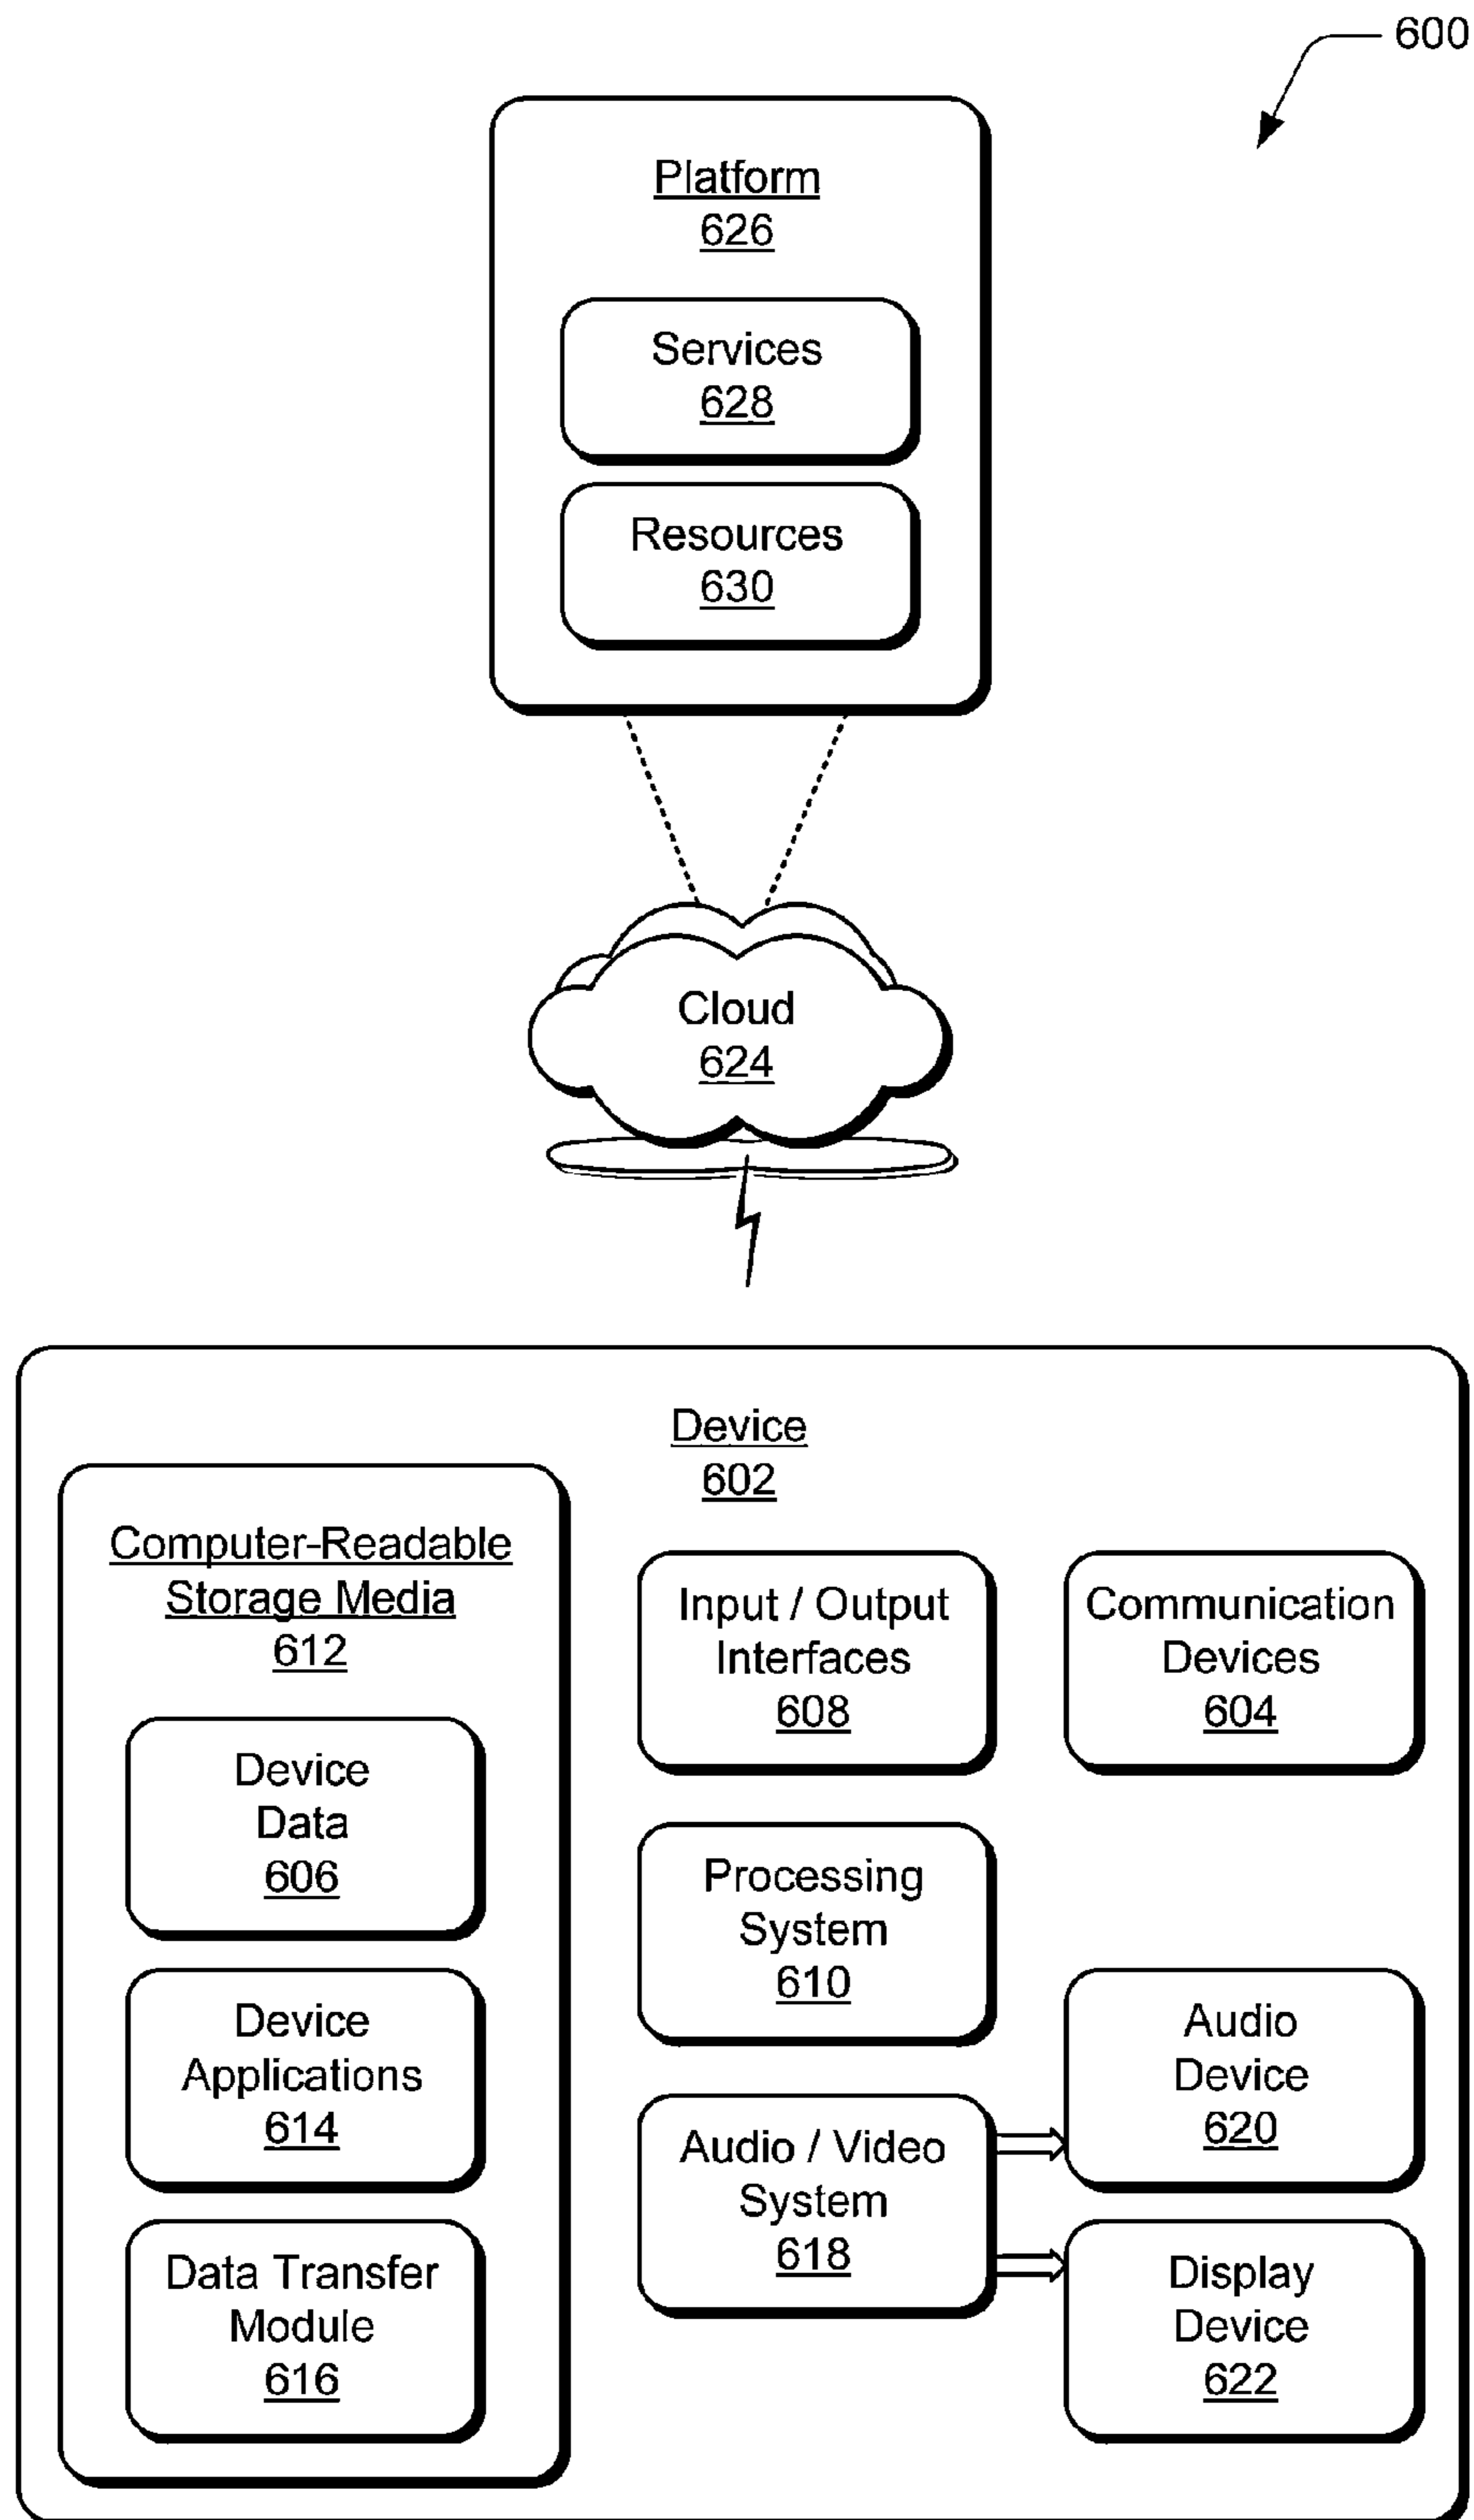 600
Platform
626
Services
628
Resources
630
Cloud
624
Device
602
Computer-Readable
Storage Media
612
Device
Data
606
Device
Applications
614
Data Transfer
Module
616
Input / Output
Interfaces
608
Communication
Devices
604
Processing
System
610
Audio / Video
System
618
Audio
Device
620
Display
Device
622